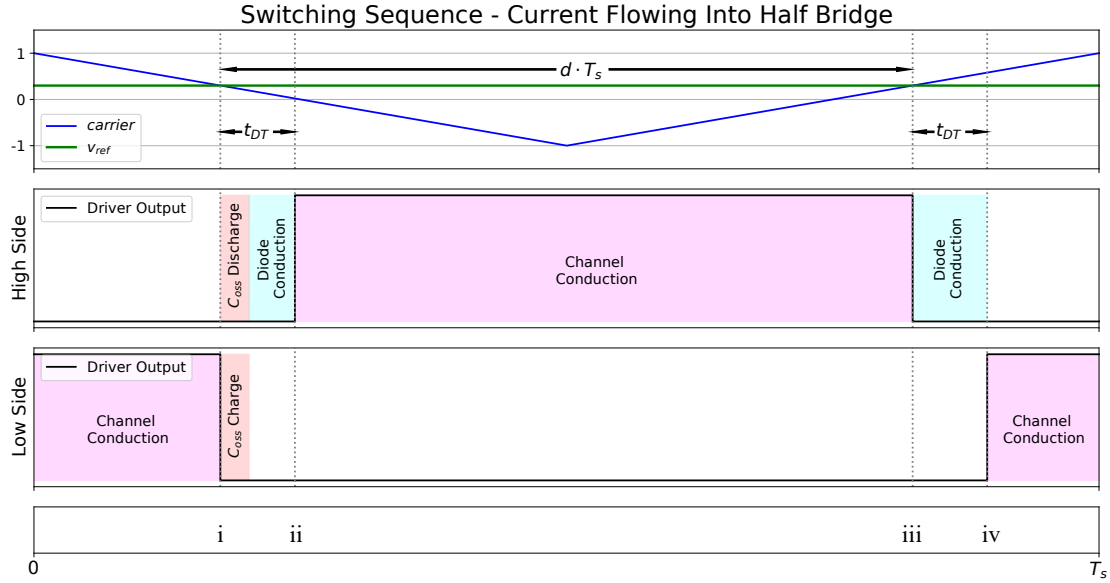 Switching Sequence - Current Flowing Into Half Bridge
1
0
-1
d · Tₛ
t_DT
t_DT
carrier
v_ref
High Side
Driver Output
C_oss Discharge
Diode
Conduction
Channel
Conduction
Diode
Conduction
Low Side
Driver Output
Channel
Conduction
C_oss Charge
Channel
Conduction
i
ii
iii
iv
0
Tₛ